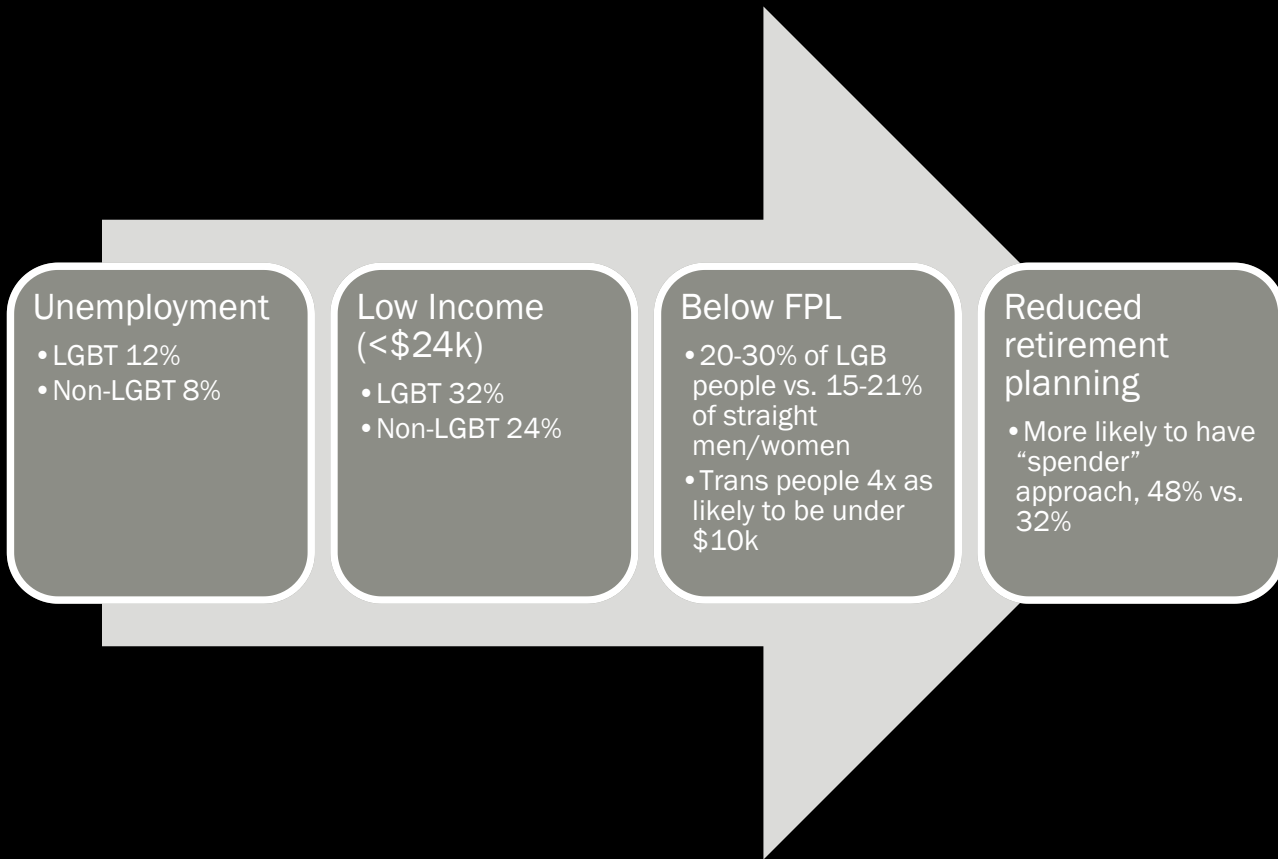 Unemployment
•LGBT 12%
•Non-LGBT 8%
Low Income
(<$24k)
•LGBT 32%
•Non-LGBT 24%
Below FPL
•20-30% of LGB
people vs. 15-21%
of straight
men/women
•Trans people 4x as
likely to be under
$10k
Reduced
retirement
planning
•More likely to have
“spender”
approach, 48% vs.
32%